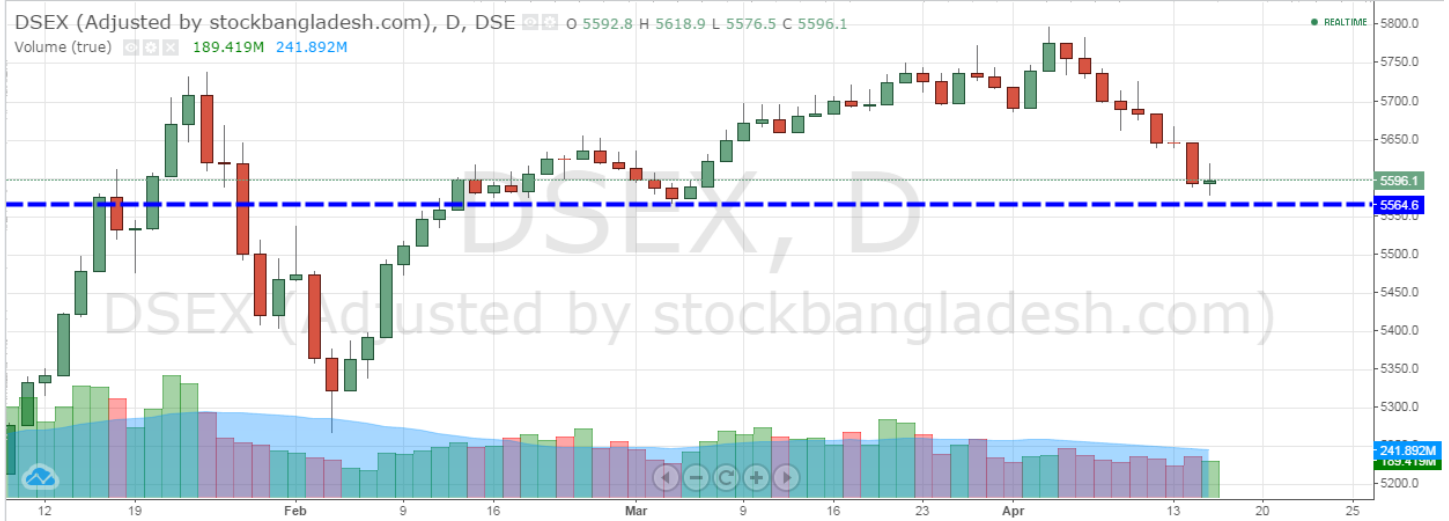 DSEX (Adjusted by stockbangladesh.com), D, DSE O 5592.8 H 5618.9 L 5576.5 C 5596.1
REALTIME
Volume (true) 189.419M 241.892M
5800.0
5750.0
5700.0
5650.0
5596.1
5564.6
5550.0
5500.0
5450.0
5400.0
5350.0
5300.0
241.892M
189.419M
5200.0
DSEX, D
DSEX (Adjusted by stockbangladesh.com)
12 19 Feb 9 16 Mar 9 16 23 Apr 13 20 25